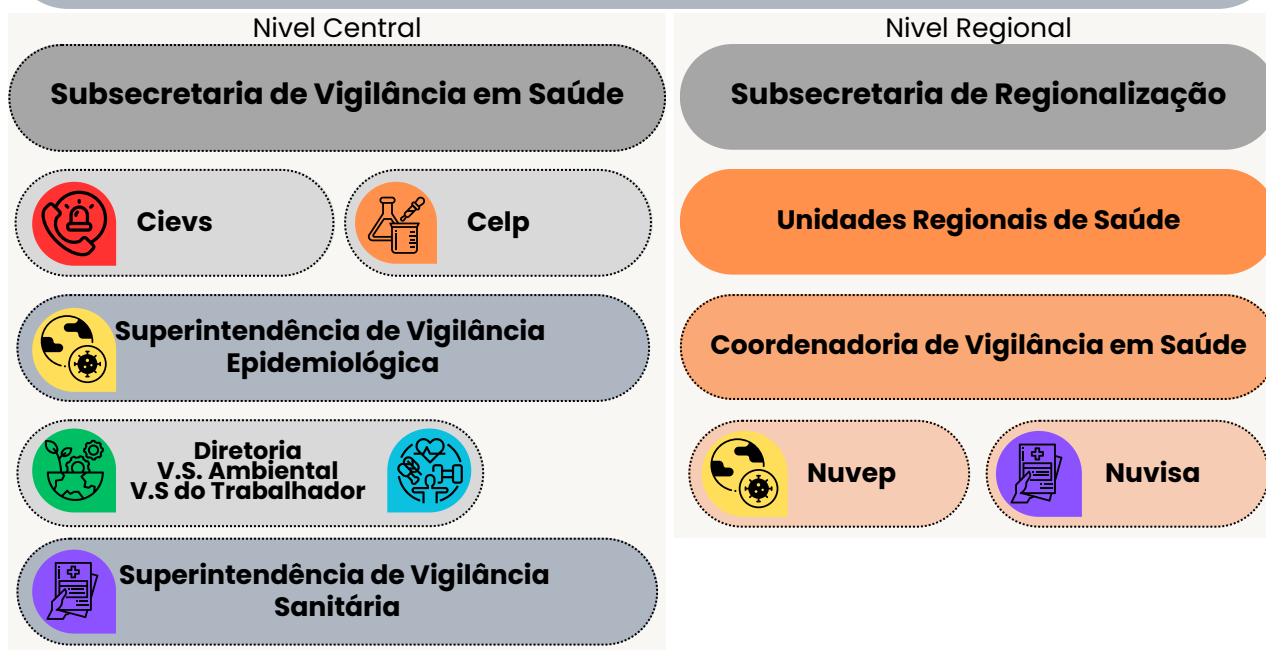 Nivel Central
Subsecretaria de Vigilância em Saúde
Cievs
Celp
Superintendência de Vigilância
Epidemiológica
Diretoria
V.S. Ambiental
V.S do Trabalhador
Superintendência de Vigilância
Sanitária
Nivel Regional
Subsecretaria de Regionalização
Unidades Regionais de Saúde
Coordenadoria de Vigilância em Saúde
Nuvep
Nuvisa